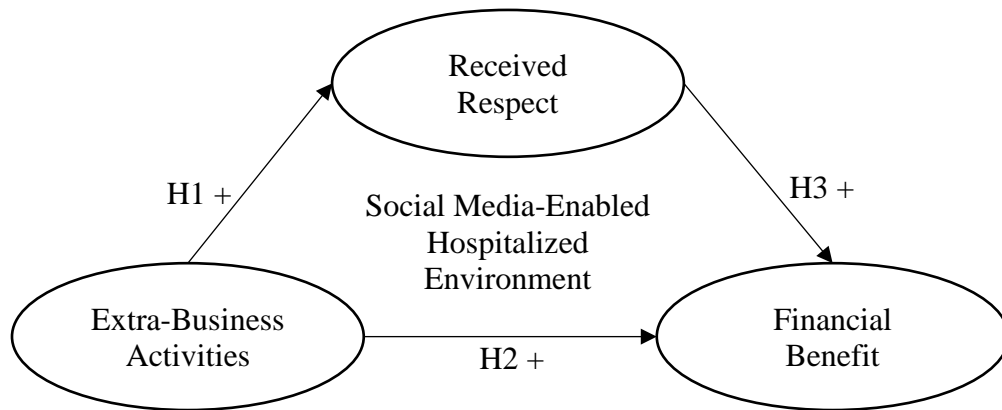 Received
Respect
H1 +
H3 +
Social Media-Enabled
Hospitalized
Environment
Extra-Business
Activities
H2 +
Financial
Benefit